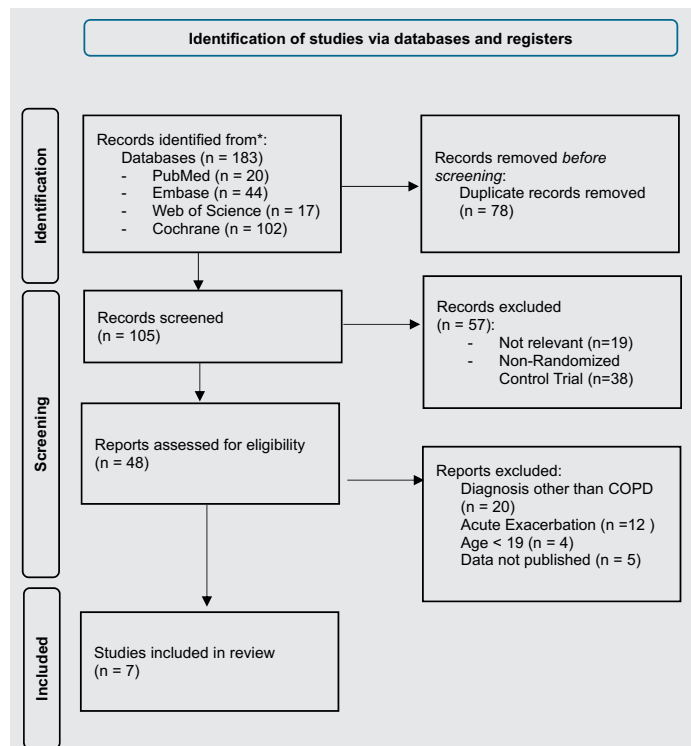 Identification of studies via databases and registers
Identification
Records identified from*:
Databases (n = 183)
- PubMed (n = 20)
- Embase (n = 44)
- Web of Science (n = 17)
- Cochrane (n = 102)
Records removed before
screening:
Duplicate records removed
(n = 78)
Screening
Records screened
(n = 105)
Records excluded
(n = 57):
- Not relevant (n=19)
- Non-Randomized
Control Trial (n=38)
Reports assessed for eligibility
(n = 48)
Reports excluded:
Diagnosis other than COPD
(n = 20)
Acute Exacerbation (n =12 )
Age < 19 (n = 4)
Data not published (n = 5)
Included
Studies included in review
(n = 7)